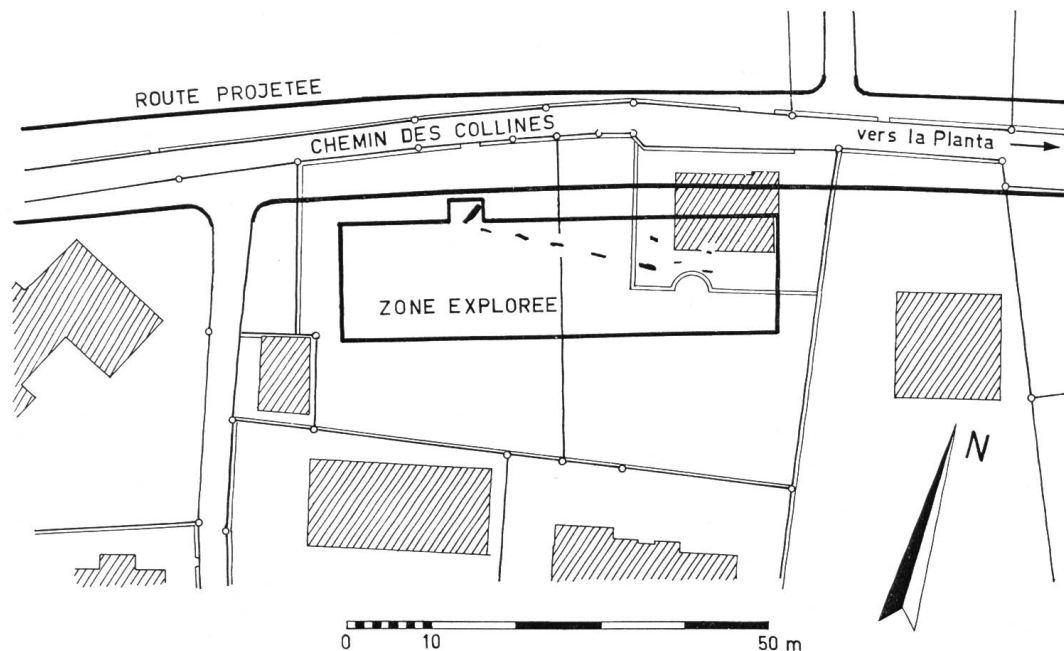 ROUTE PROJETEE
CHEMIN DES COLLINES
vers la Planta
ZONE EXPLOREE
N
0 10 50 m